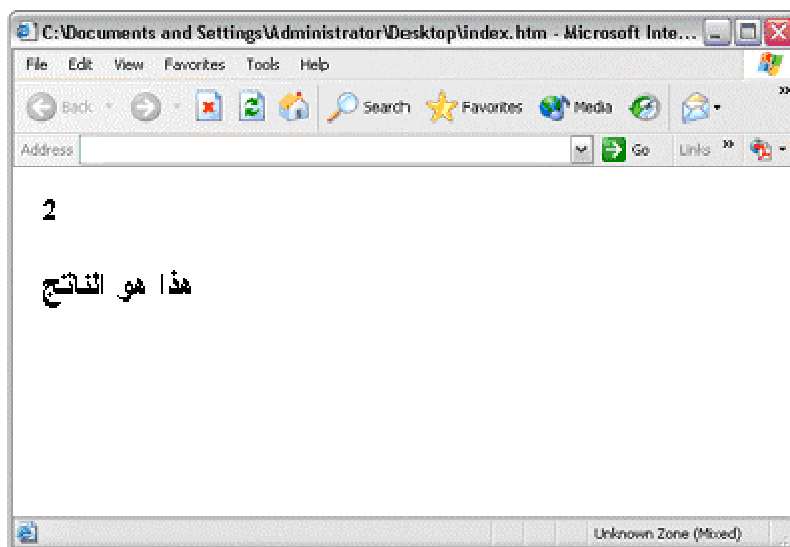 C:\Documents and Settings\Administrator\Desktop\index.htm - Microsoft Inte...
File Edit View Favorites Tools Help
Back Search Favorites Media
Address Go Links
2
هذا هو الناتج
Unknown Zone (Mixed)